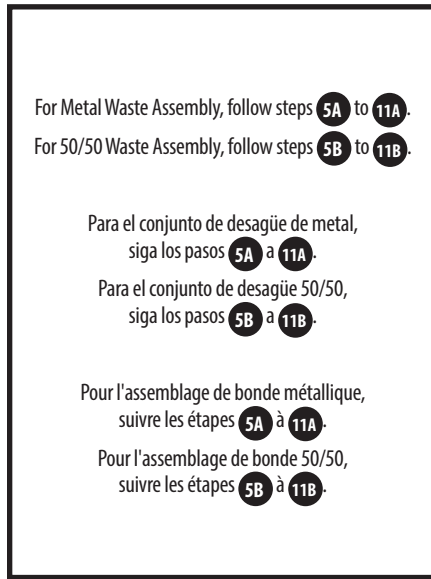 For Metal Waste Assembly, follow steps 5A to 11A.
For 50/50 Waste Assembly, follow steps 5B to 11B.
Para el conjunto de desagüe de metal,
siga los pasos 5A a 11A.
Para el conjunto de desagüe 50/50,
siga los pasos 5B a 11B.
Pour l'assemblage de bonde métallique,
suivre les étapes 5A à 11A.
Pour l'assemblage de bonde 50/50,
suivre les étapes 5B à 11B.